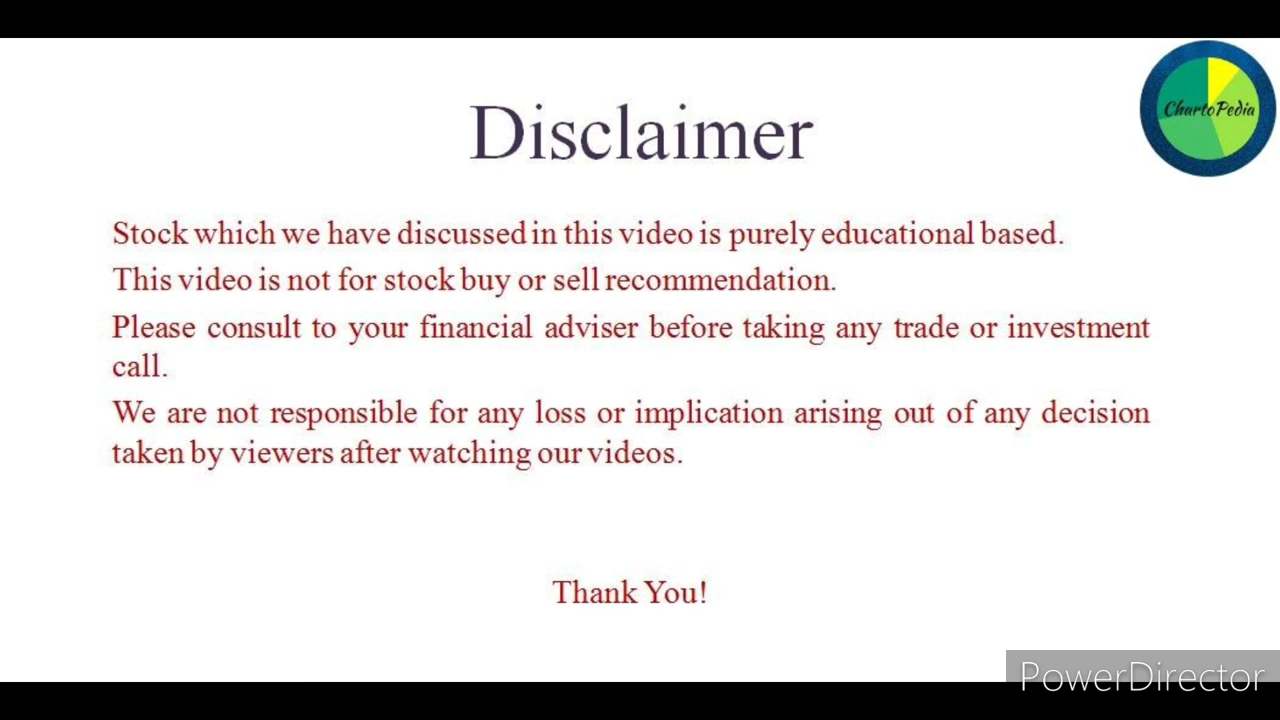 Disclaimer
ChartoPedia
Stock which we have discussed in this video is purely educational based.
This video is not for stock buy or sell recommendation.
Please consult to your financial adviser before taking any trade or investment
call.
We are not responsible for any loss or implication arising out of any decision
taken by viewers after watching our videos.
Thank You!
PowerDirector